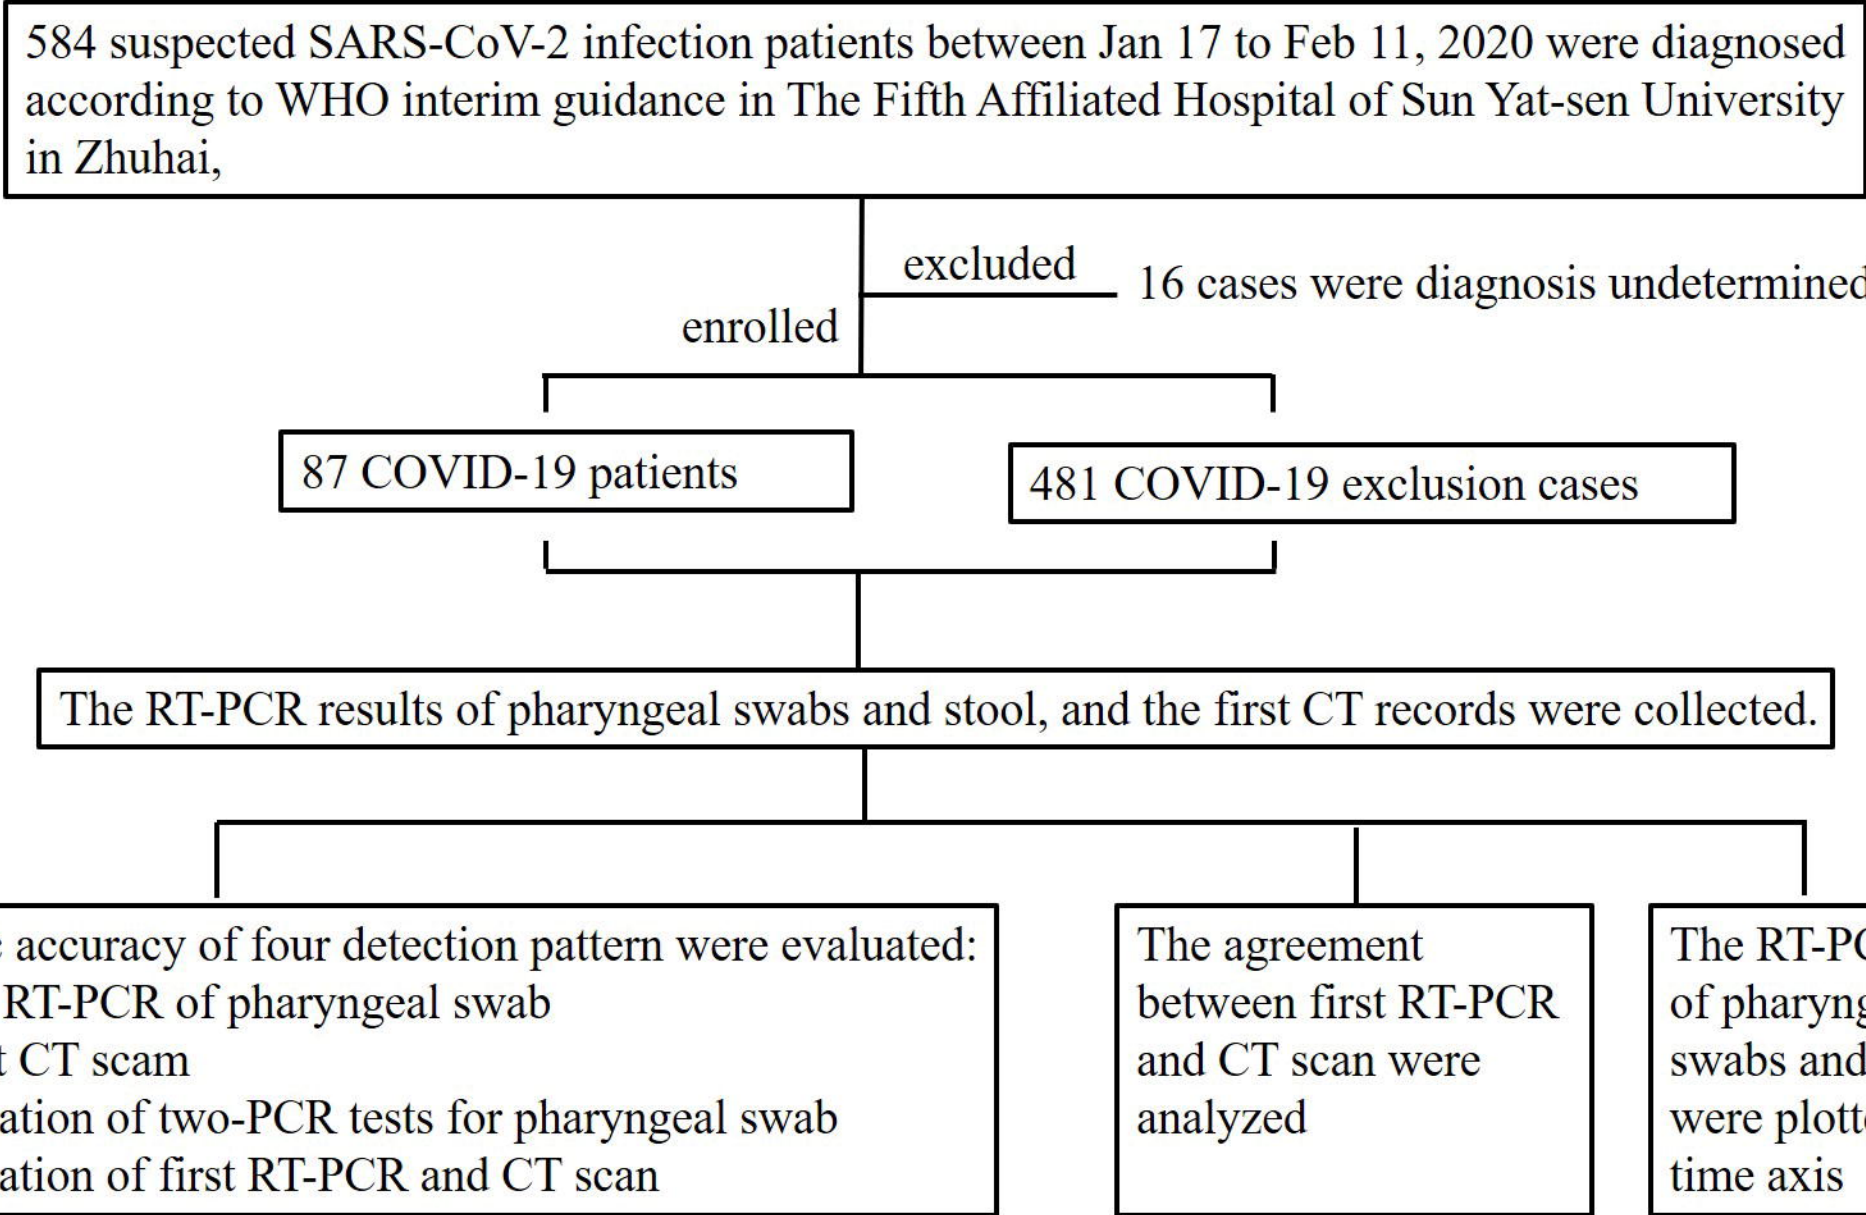 584 suspected SARS-CoV-2 infection patients between Jan 17 to Feb 11, 2020 were diagnosed
according to WHO interim guidance in The Fifth Affiliated Hospital of Sun Yat-sen University
in Zhuhai,
excluded
16 cases were diagnosis undetermined
enrolled
87 COVID-19 patients
481 COVID-19 exclusion cases
The RT-PCR results of pharyngeal swabs and stool, and the first CT records were collected.
accuracy of four detection pattern were evaluated:
RT-PCR of pharyngeal swab
CT scam
of two-PCR tests for pharyngeal swab
of first RT-PCR and CT scan
The agreement
between first RT-PCR
and CT scan were
analyzed
The
of
swabs and
were
time axis